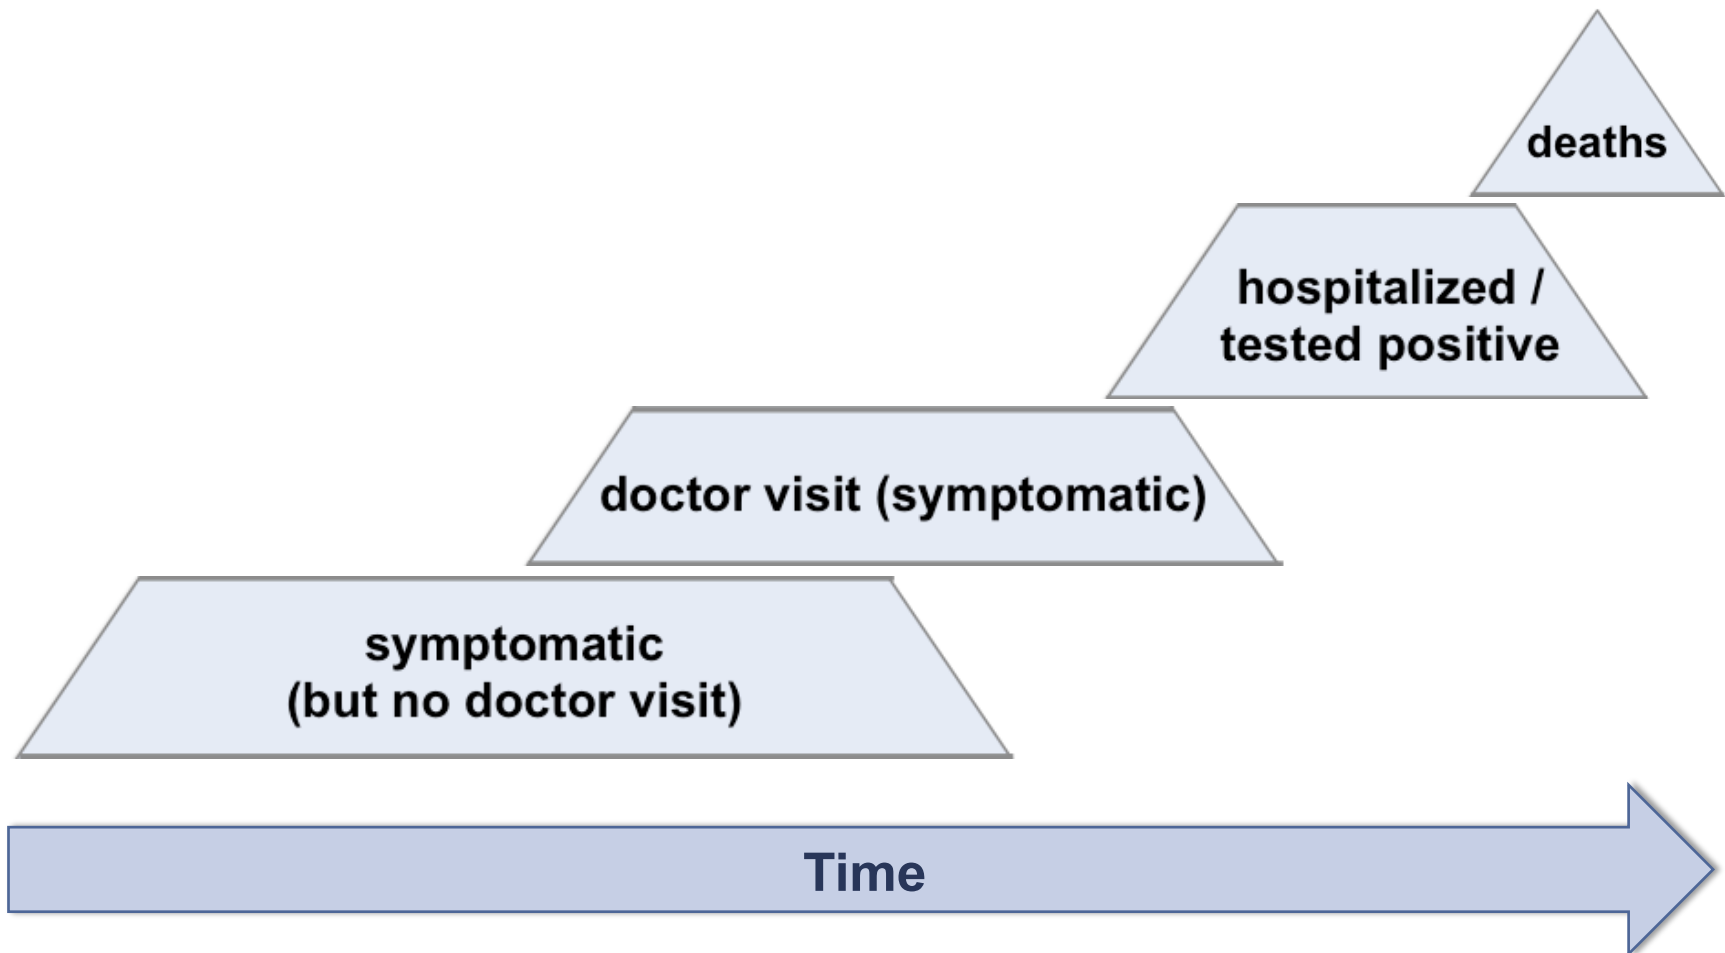 deaths
hospitalized /
tested positive
doctor visit (symptomatic)
symptomatic
(but no doctor visit)
Time